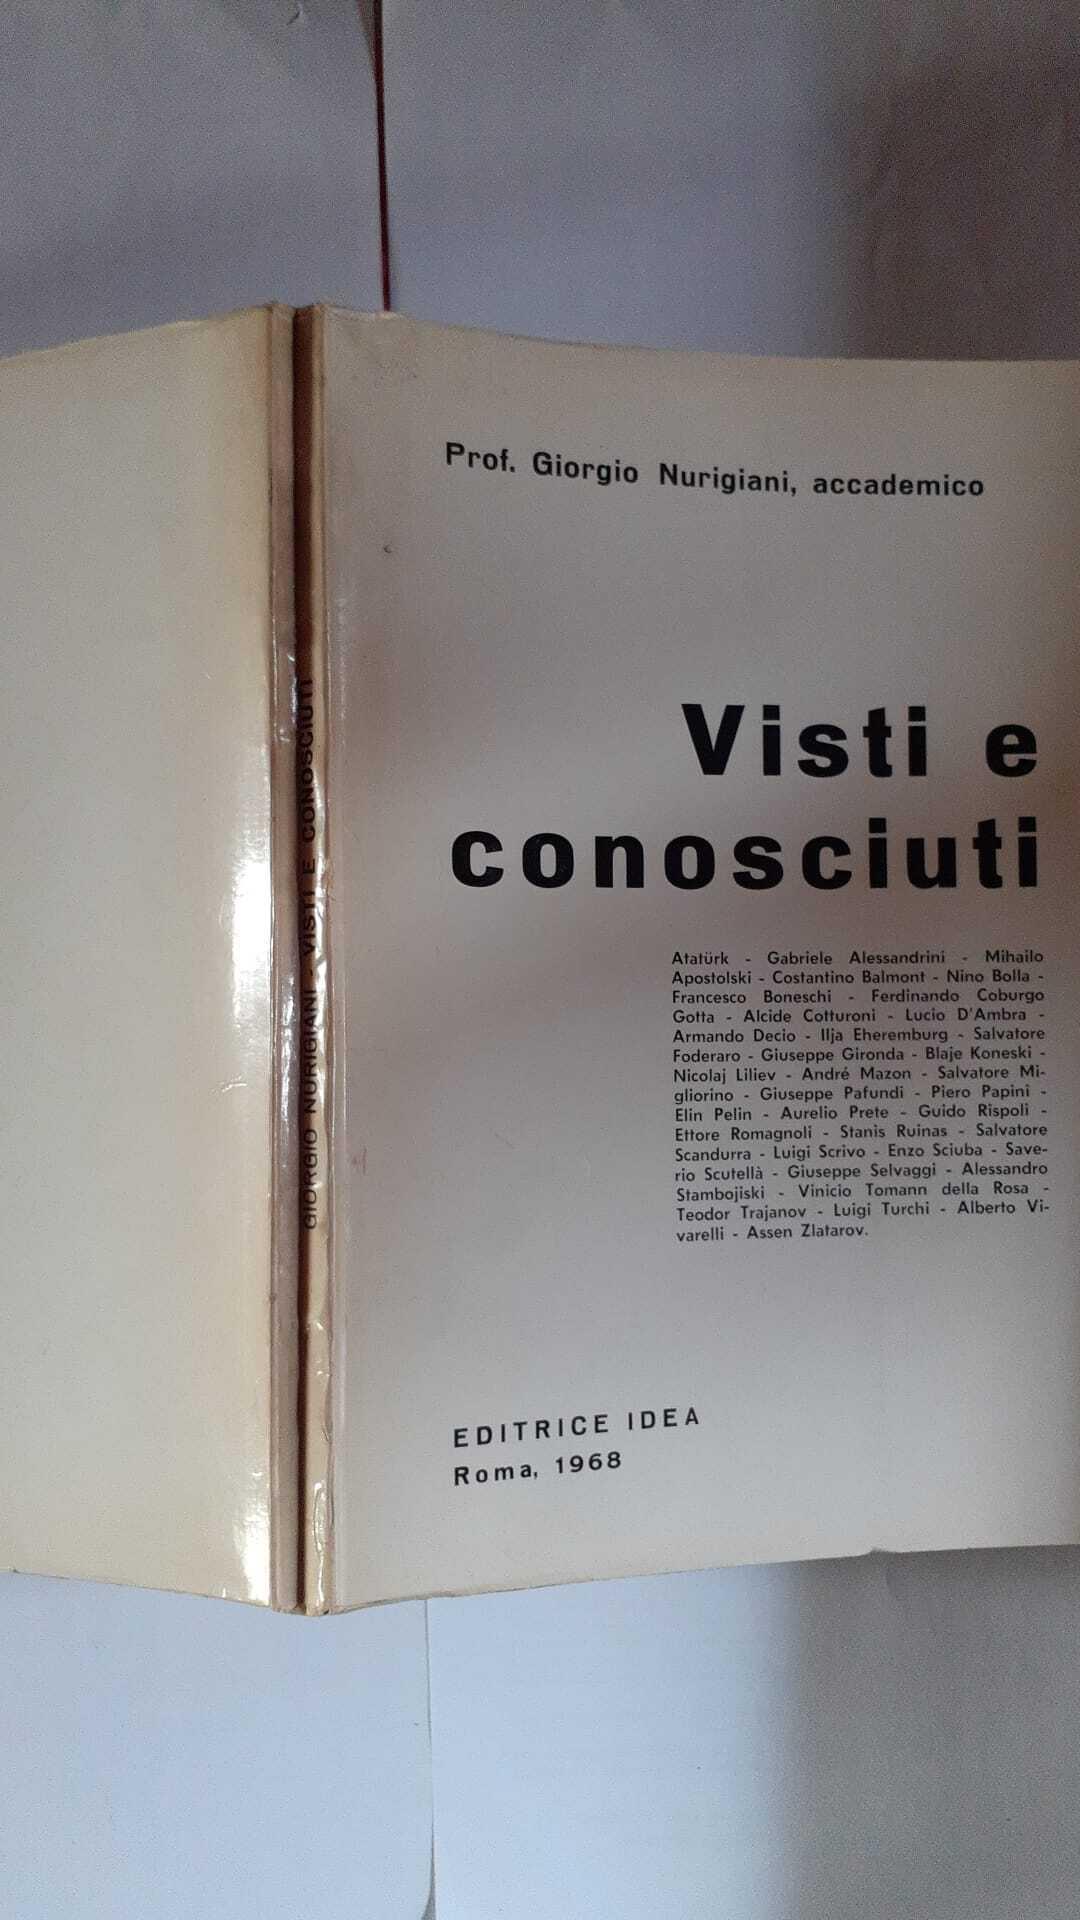 Prof. Giorgio Nurigiani, accademico
Visti e
conosciuti
Atatürk - Gabriele Alessandrini - Mihailo
Apostolski - Costantino Balmont - Nino Bolla -
Francesco Boneschi - Ferdinando Coburgo
Gotta - Alcide Cotturoni - Lucio D'Ambra -
Armando Decio - Ilja Eheremburg - Salvatore
Foderaro - Giuseppe Gironda - Blaje Koneski -
Nicolaj Liliev - André Mazon - Salvatore Mi-
gliorino - Giuseppe Pafundi - Piero Papini -
Elin Pelin - Aurelio Prete - Guido Rispoli -
Ettore Romagnoli - Stanis Ruinas - Salvatore
Scandurra - Luigi Scrivo - Enzo Sciuba - Save-
rio Scutellà - Giuseppe Selvaggi - Alessandro
Stambojiski - Vinicio Tomann della Rosa -
Teodor Trajanov - Luigi Turchi - Alberto Vi-
varelli - Assen Zlatarov.
EDITRICE IDEA
Roma, 1968
GIORGIO NURIGIANI - VISTI E CONOSCIUTI